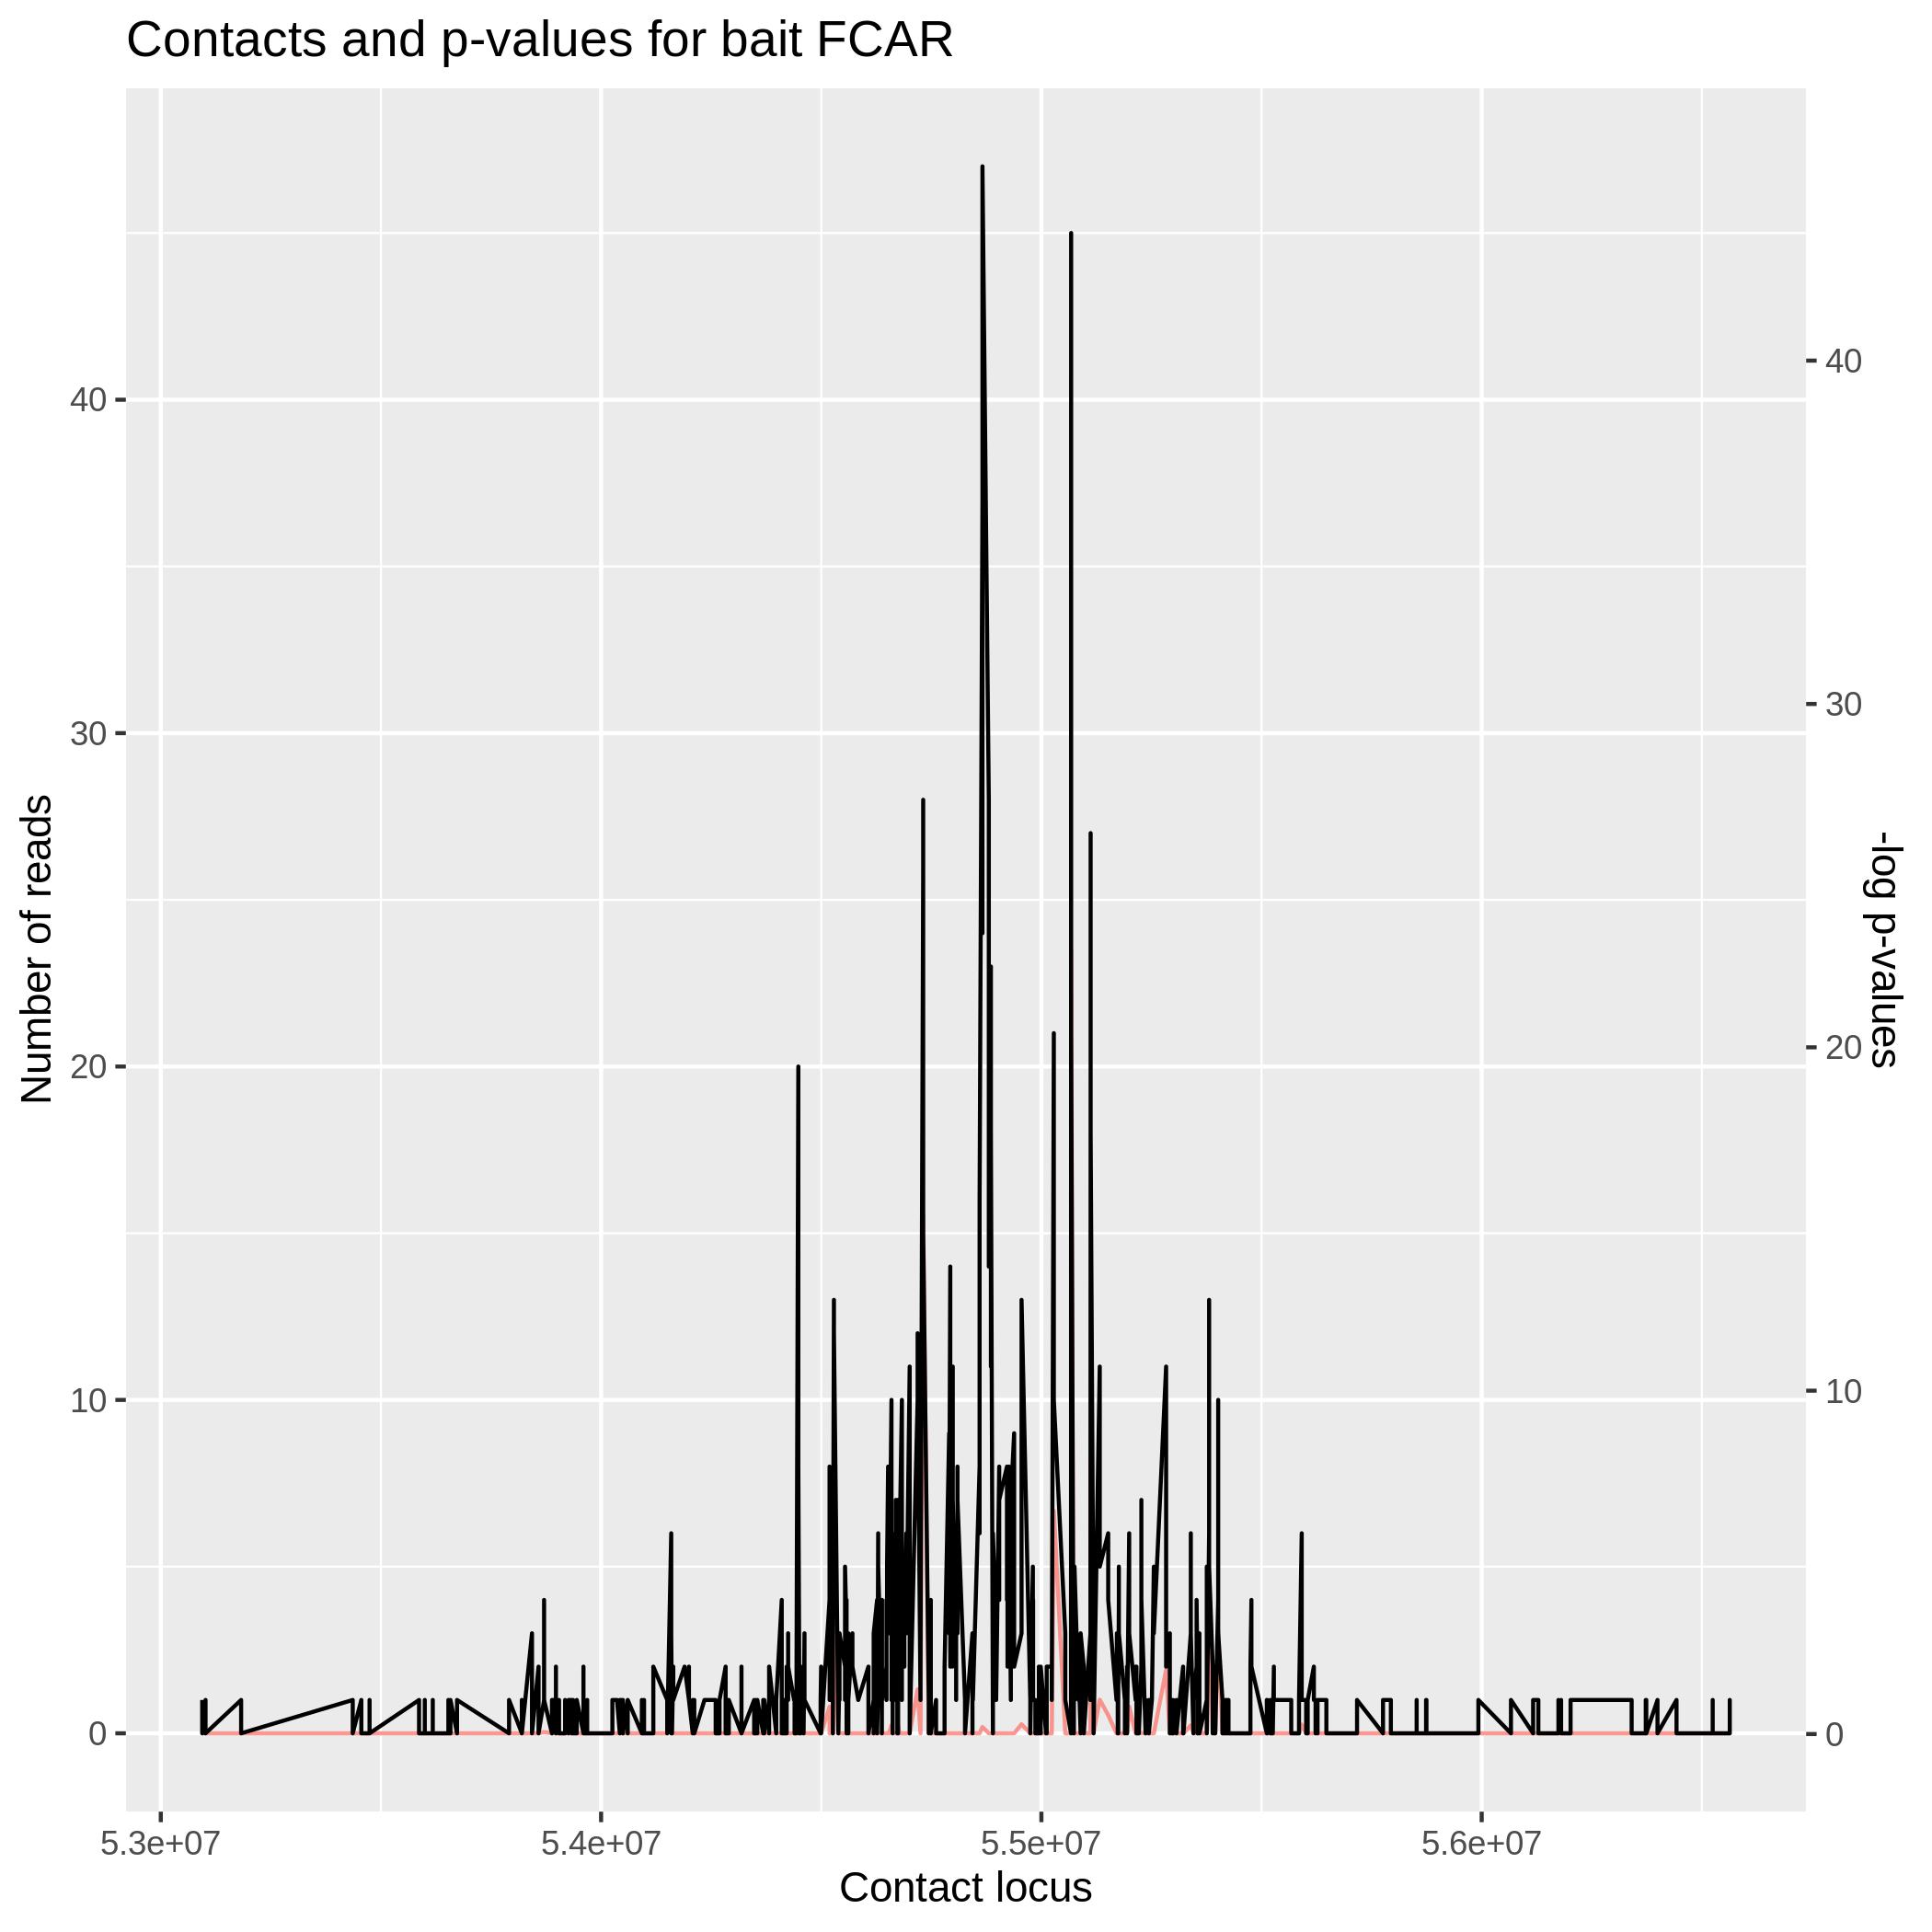 Contacts and p-values for bait FCAR
Number of reads
40
30
20
10
0
40
30
20
10
0
-log p-values
5.3e+07
5.4e+07
5.5e+07
5.6e+07
Contact locus